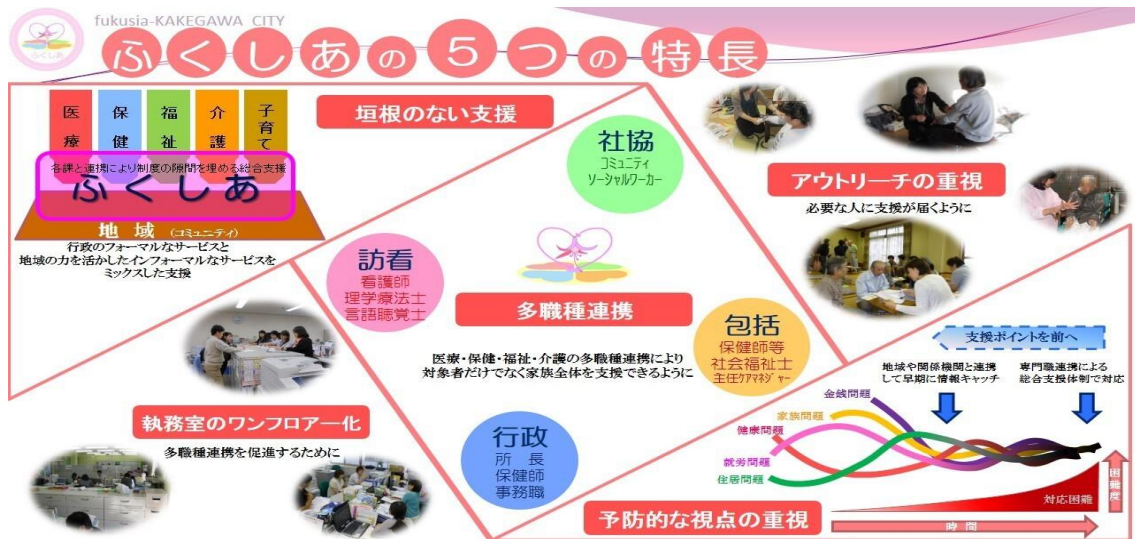 fukusia-KAKEGAWA CITY
ふくしあの5つの特長
ふくしあ
医療
保健
福祉
介護
子育て
各課と連携により制度の隙間を埋める総合支援
ふくしあ
地域(コミュニティ)
行政のフォーマルなサービスと
地域の力を活かしたインフォーマルなサービスを
ミックスした支援
垣根のない支援
社協
コミュニティ
ソーシャルワーカー
アウトリーチの重視
必要な人に支援が届くように
訪看
看護師
理学療法士
言語聴覚士
多職種連携
医療・保健・福祉・介護の多職種連携により
対象者だけでなく家族全体を支援できるように
包括
保健師等
社会福祉士
主任ケアマネジャー
行政
所長
保健師
事務職
執務室のワンフロアー化
多職種連携を促進するために
支援ポイントを前へ
地域や関係機関と連携
して早期に情報キャッチ
専門職連携による
総合支援体制で対応
金銭問題
家族問題
健康問題
就労問題
住居問題
対応困難
困難度
時間
予防的な視点の重視